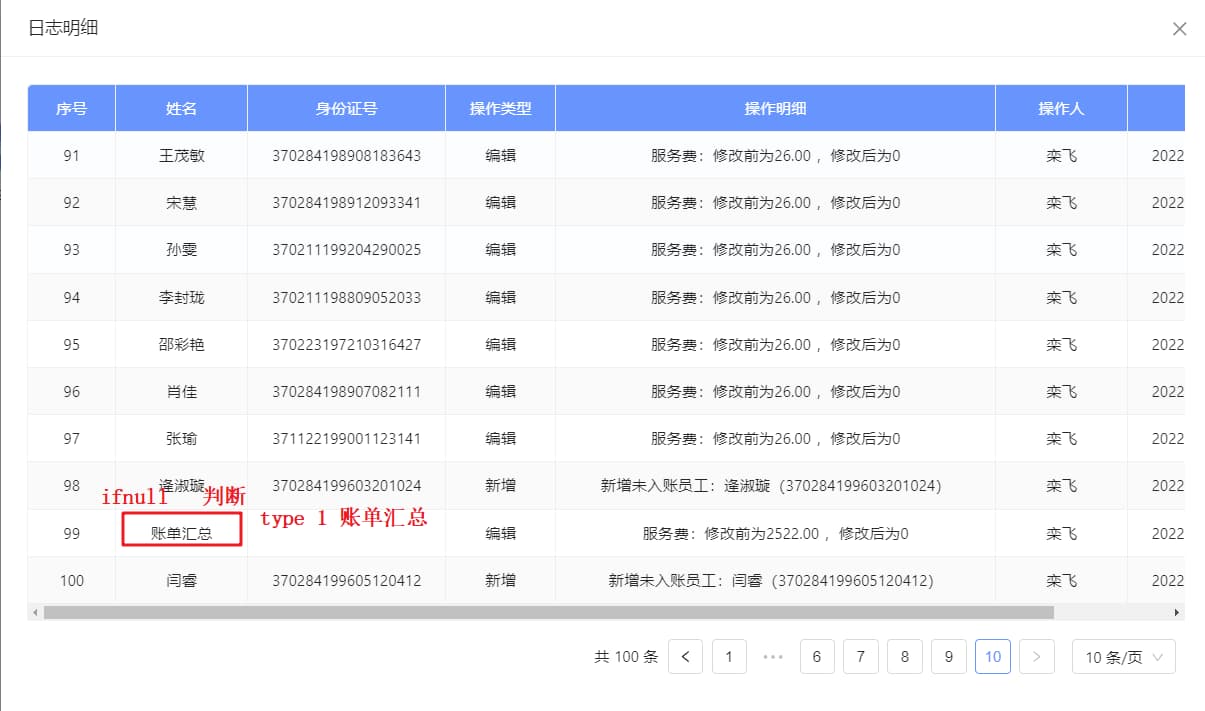 日志明细
序号 姓名 身份证号 操作类型 操作明细 操作人
91 王茂敏 370284198908183643 编辑 服务费：修改前为26.00 ，修改后为0 栾飞 2022
92 宋慧 370284198912093341 编辑 服务费：修改前为26.00 ，修改后为0 栾飞 2022
93 孙雯 370211199204290025 编辑 服务费：修改前为26.00 ，修改后为0 栾飞 2022
94 李封珑 370211198809052033 编辑 服务费：修改前为26.00 ，修改后为0 栾飞 2022
95 邵彩艳 370223197210316427 编辑 服务费：修改前为26.00 ，修改后为0 栾飞 2022
96 肖佳 370284198907082111 编辑 服务费：修改前为26.00 ，修改后为0 栾飞 2022
97 张瑜 371122199001123141 编辑 服务费：修改前为26.00 ，修改后为0 栾飞 2022
98 逄淑璇 370284199603201024 新增 新增未入账员工：逄淑璇（370284199603201024） 栾飞 2022
ifnull 判断
type 1 账单汇总
99 账单汇总 编辑 服务费：修改前为2522.00 ，修改后为0 栾飞 2022
100 闫睿 370284199605120412 新增 新增未入账员工：闫睿（370284199605120412） 栾飞 2022
共 100 条 < 1 ••• 6 7 8 9 10 > 10 条/页